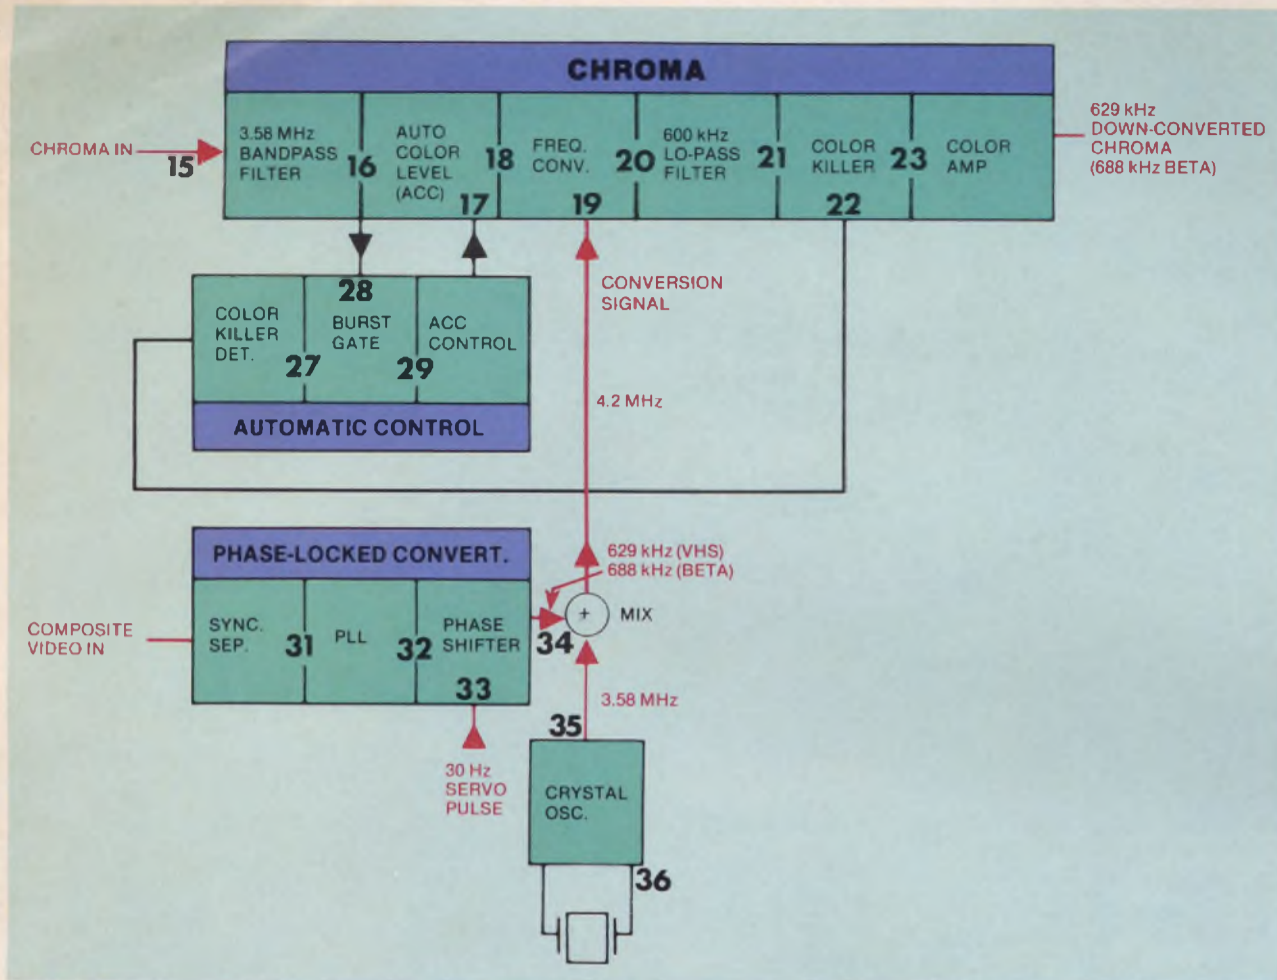 CHROMA
CHROMA IN
15
3.58 MHz
BANDPASS
FILTER
16
AUTO
COLOR
LEVEL
(ACC)
17
18
FREQ.
CONV.
19
20
600 kHz
LO-PASS
FILTER
21
COLOR
KILLER
22
23
COLOR
AMP
629 kHz
DOWN-CONVERTED
CHROMA
(688 kHz BETA)
COLOR
KILLER
DET.
27
28
BURST
GATE
29
ACC
CONTROL
AUTOMATIC CONTROL
CONVERSION
SIGNAL
4.2 MHz
PHASE-LOCKED CONVERT.
COMPOSITE
VIDEO IN
SYNC.
SEP.
31
PLL
32
PHASE
SHIFTER
33
34
629 kHz (VHS)
688 kHz (BETA)
+
MIX
30 Hz
SERVO
PULSE
3.58 MHz
35
CRYSTAL
OSC.
36